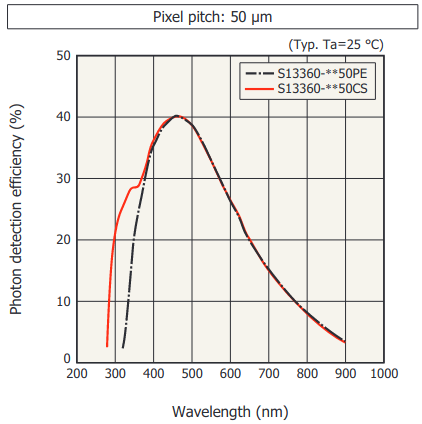 Pixel pitch: 50 µm
(Typ. Ta=25 °C)
50
S13360-**50PE
S13360-**50CS
40
30
20
10
0
Photon detection efficiency (%)
200 300 400 500 600 700 800 900 1000
Wavelength (nm)